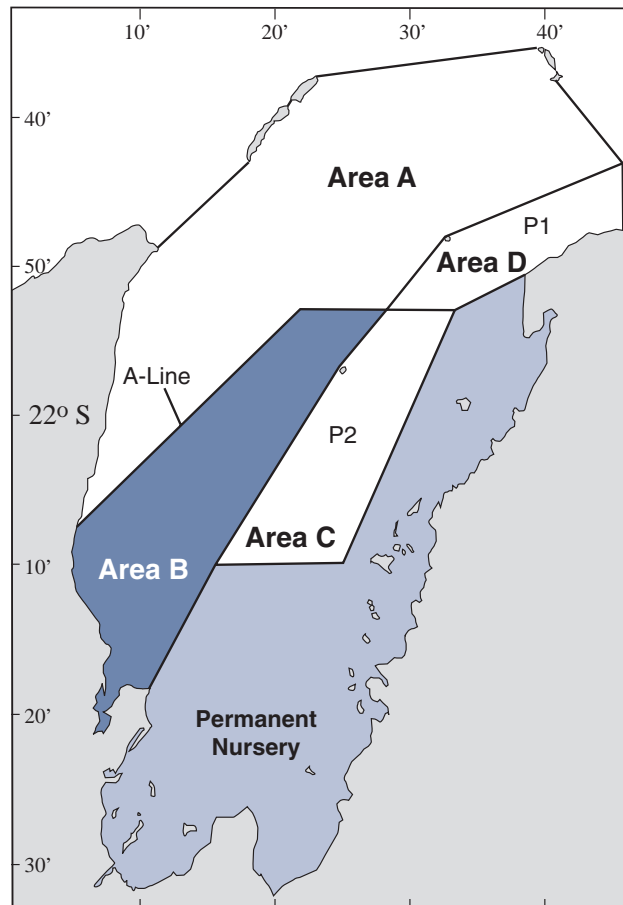 10’ 20’ 30’ 40’
40’
Area A
P1
50’
Area D
A-Line
22o S
P2
Area C
Area B
10’
20’
Permanent
Nursery
30’